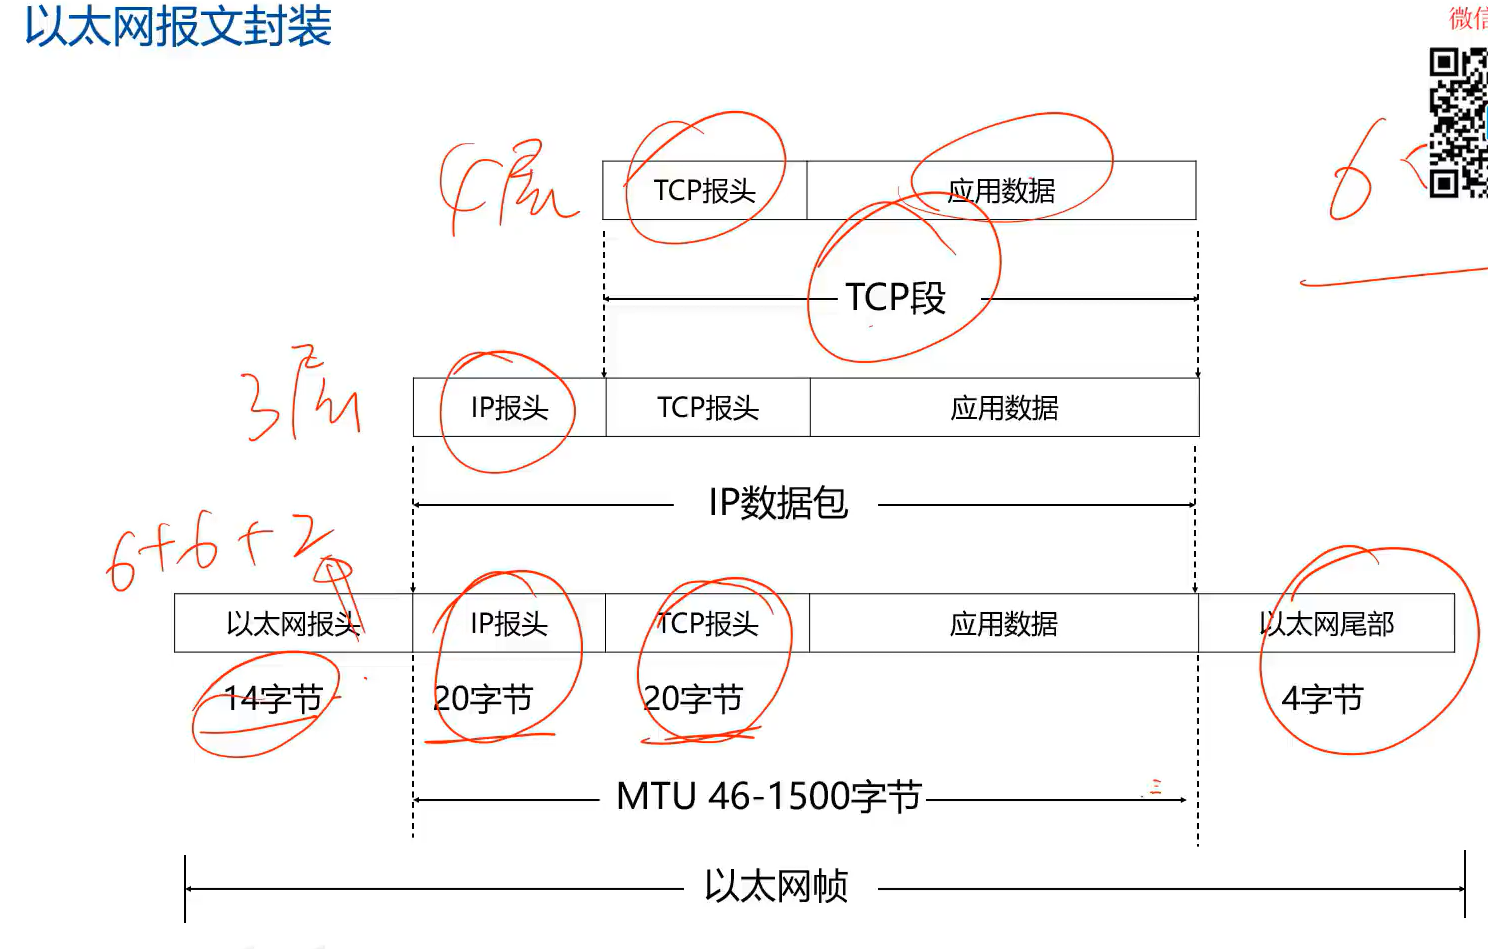 以太网报文封装
微信
4层
TCP报头 应用数据
6
TCP段
3层
IP报头 TCP报头 应用数据
IP数据包
6+6+2
以太网报头 IP报头 TCP报头 应用数据 以太网尾部
14字节 20字节 20字节 4字节
MTU 46-1500字节
以太网帧